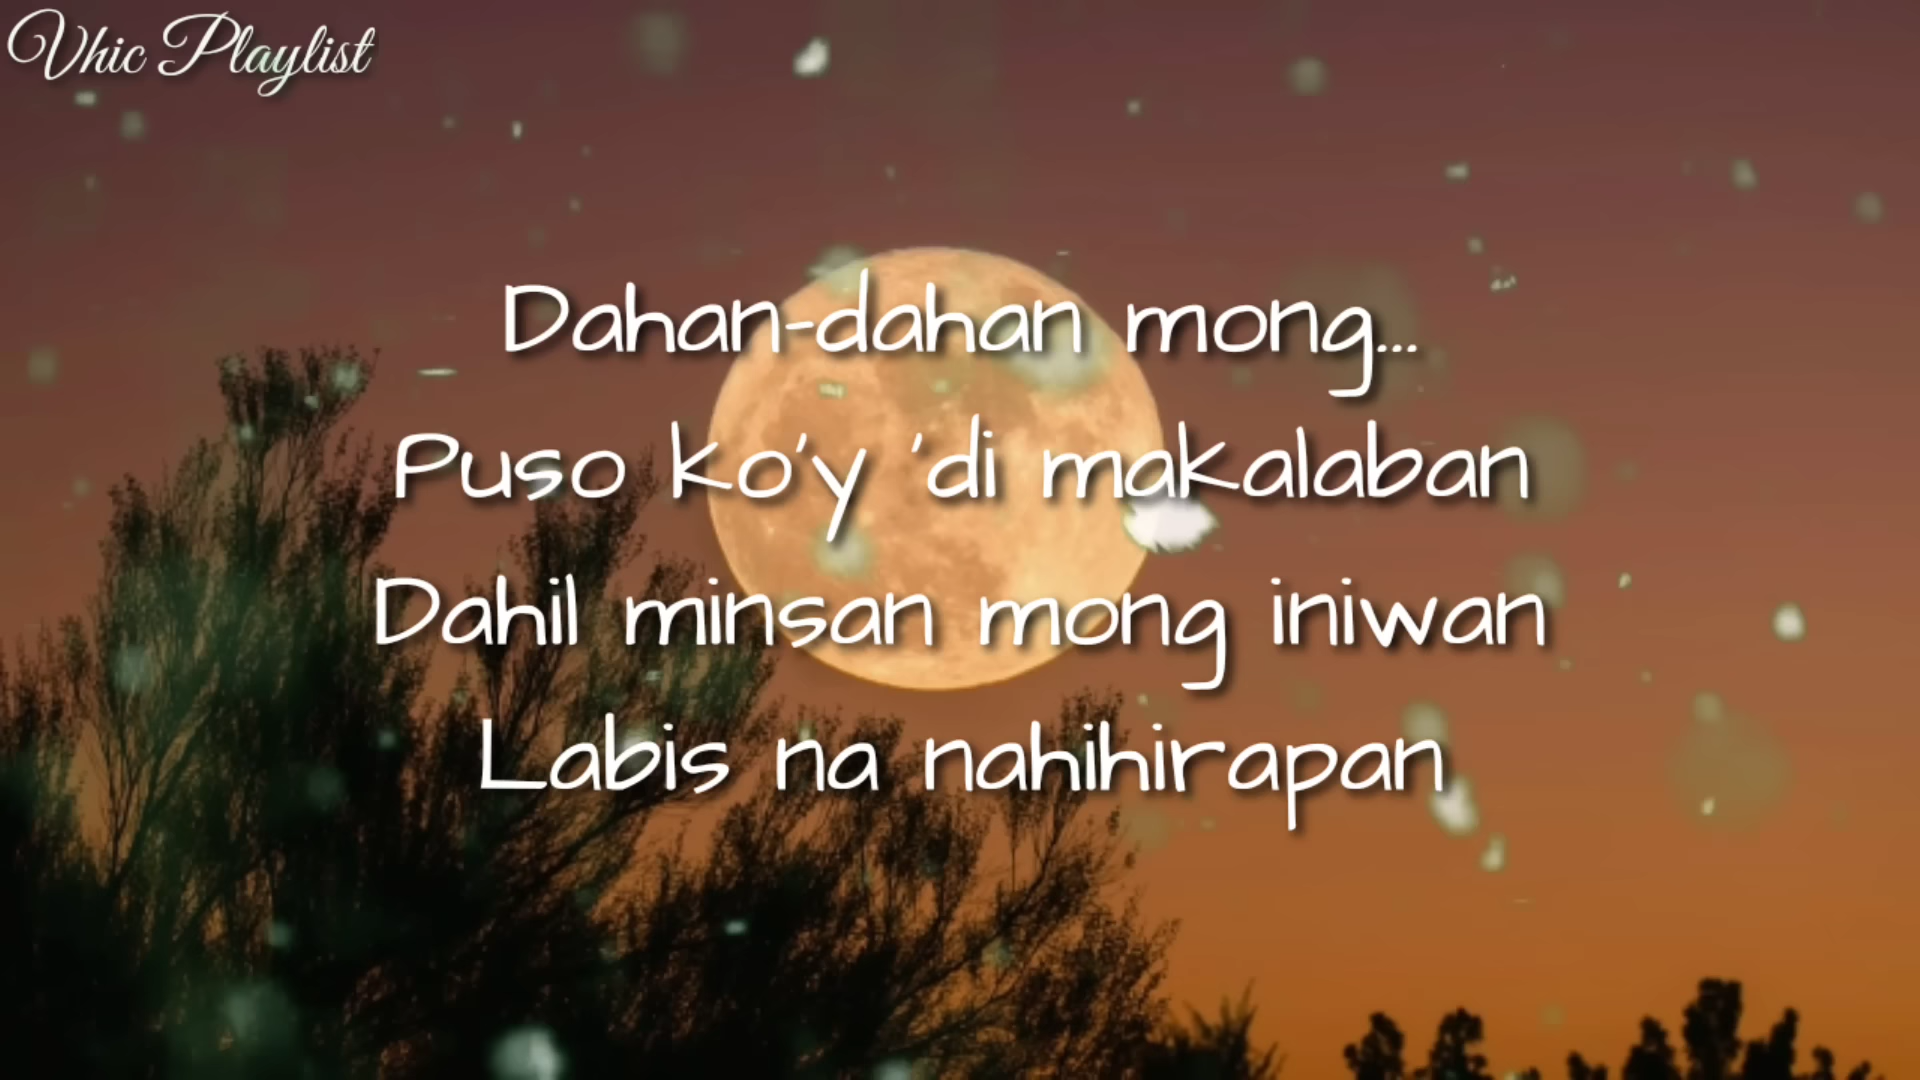 Vhic Playlist
Dahan-dahan mong...
Puso ko'y 'di makalaban
Dahil minsan mong iniwan
Labis na nahihirapan